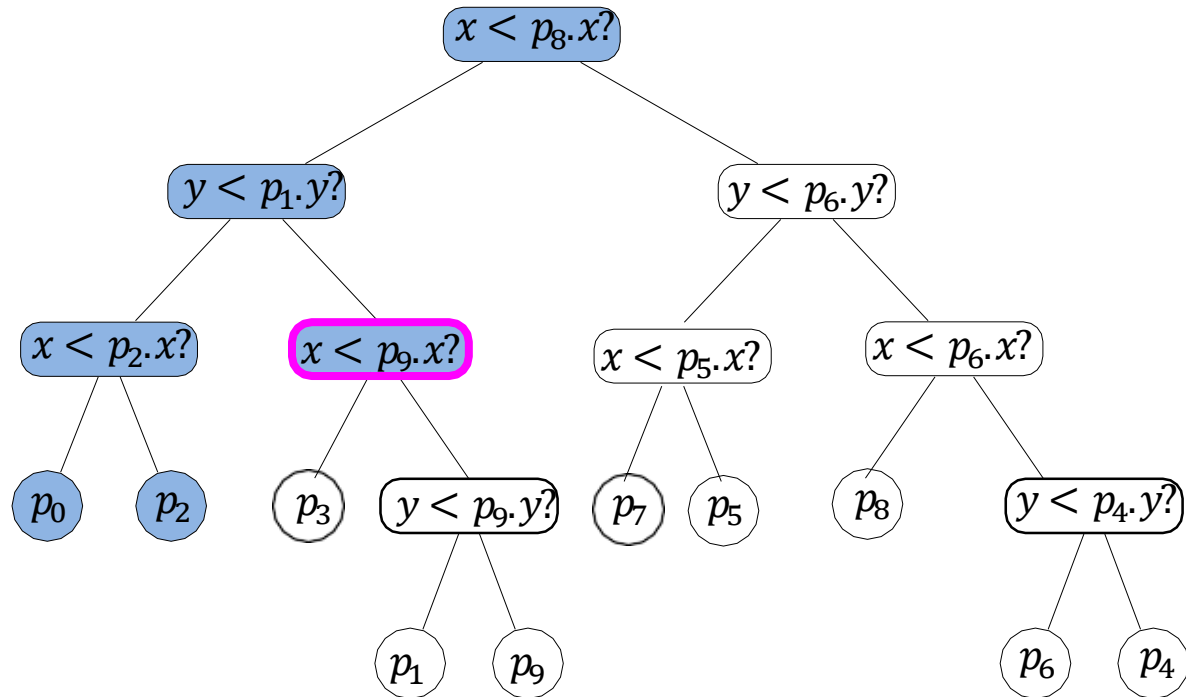 x < p₈.x?
y < p₁.y?
y < p₆.y?
x < p₂.x?
x < p₉.x?
x < p₅.x?
x < p₆.x?
p₀
p₂
p₃
y < p₉.y?
p₇
p₅
p₈
y < p₄.y?
p₁
p₉
p₆
p₄